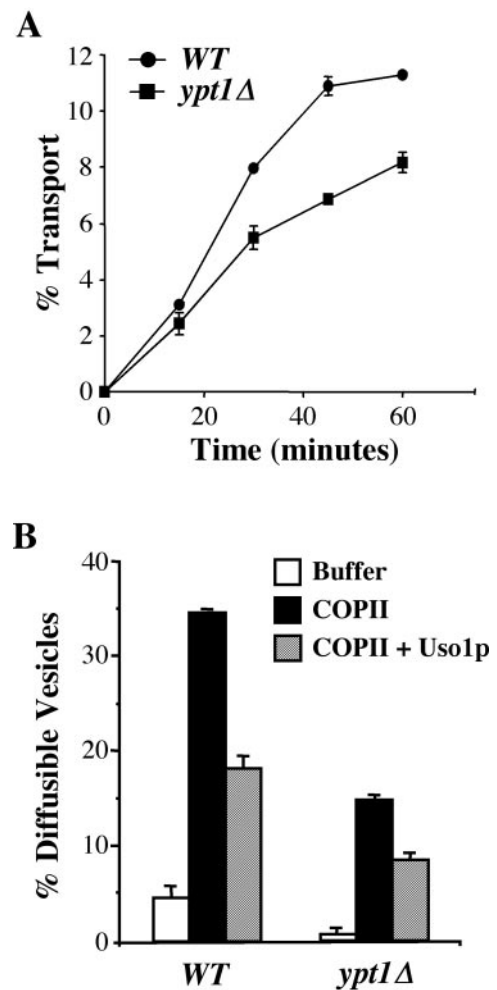 A
WT
ypt1Δ
12
10
8
6
4
2
0
% Transport
0 20 40 60
Time (minutes)
B
Buffer
COPII
COPII + Uso1p
40
30
20
10
0
% Diffusible Vesicles
WT ypt1Δ